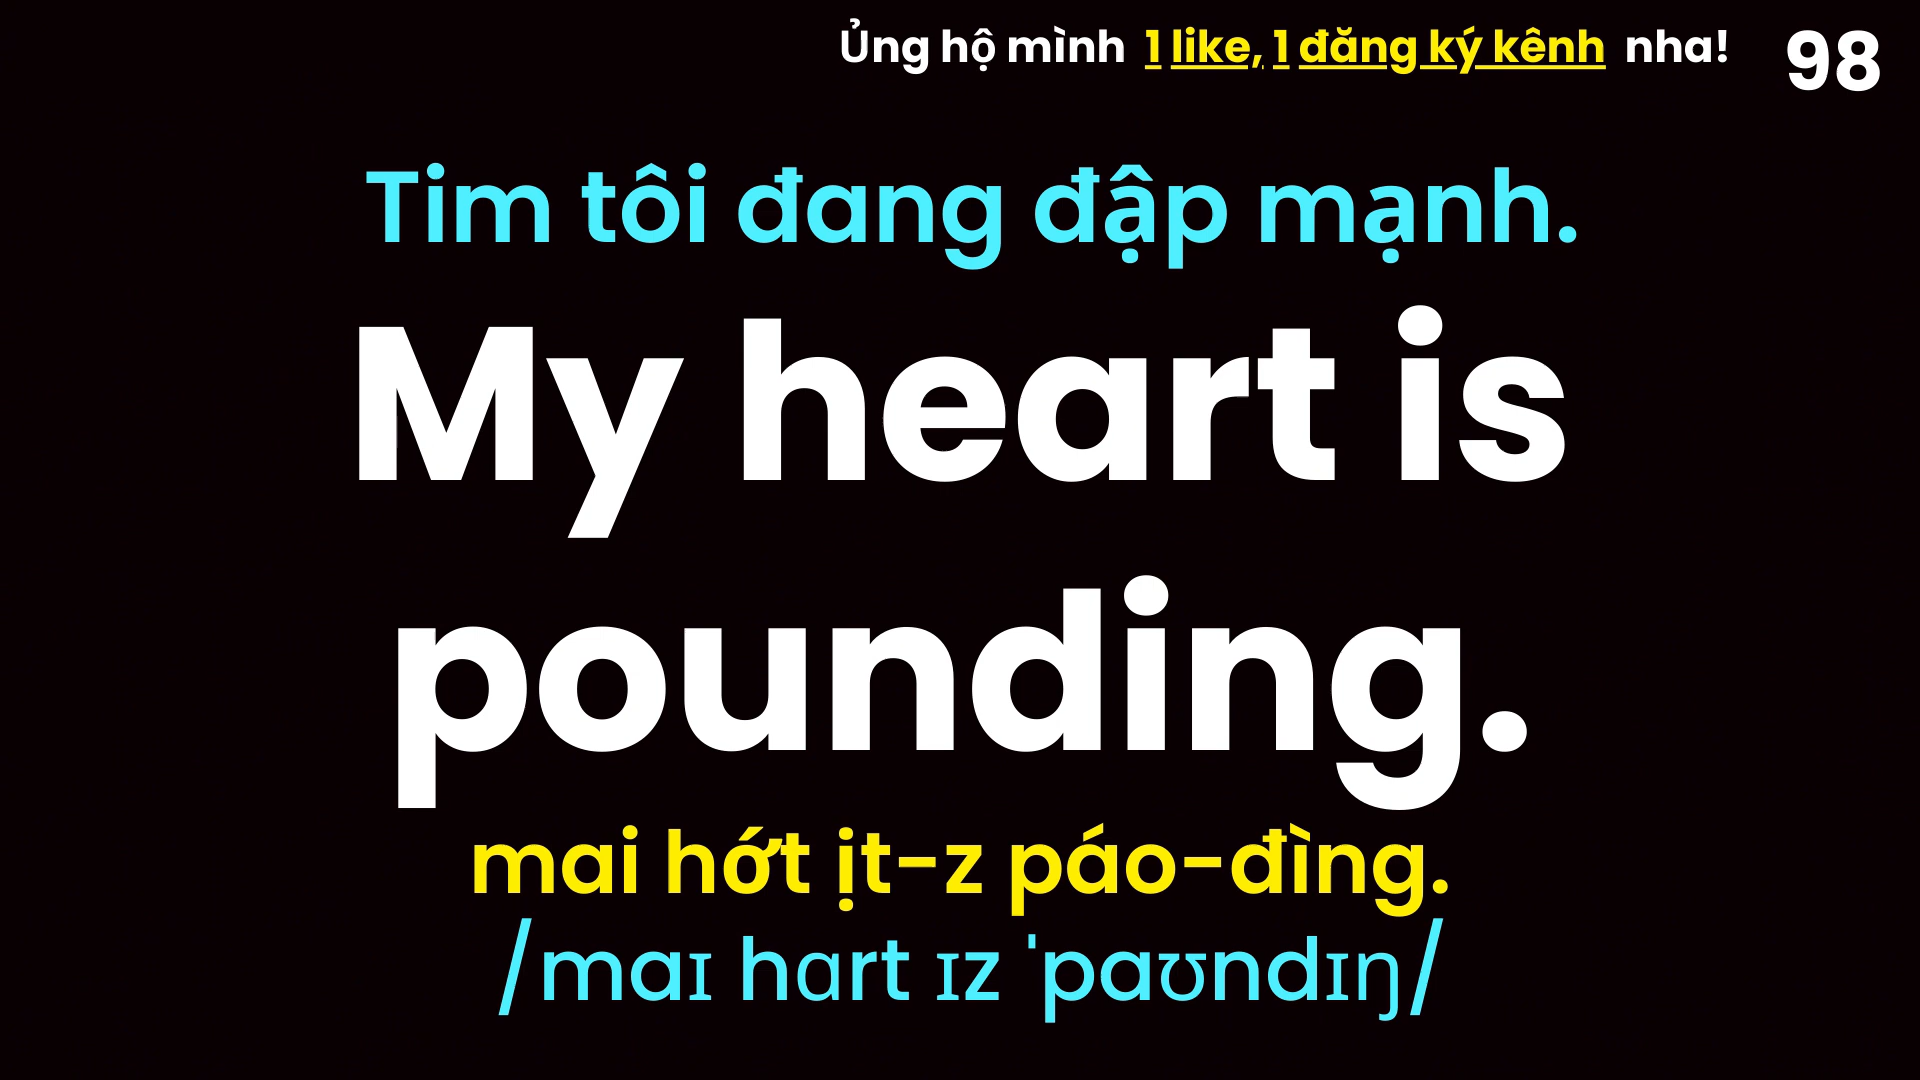 Ủng hộ mình 1 like, 1 đăng ký kênh nha! 98
Tim tôi đang đập mạnh.
My heart is
pounding.
mai hớt ịt-z páo-đìng.
/maɪ hɑrt ɪz ˈpaʊndɪŋ/